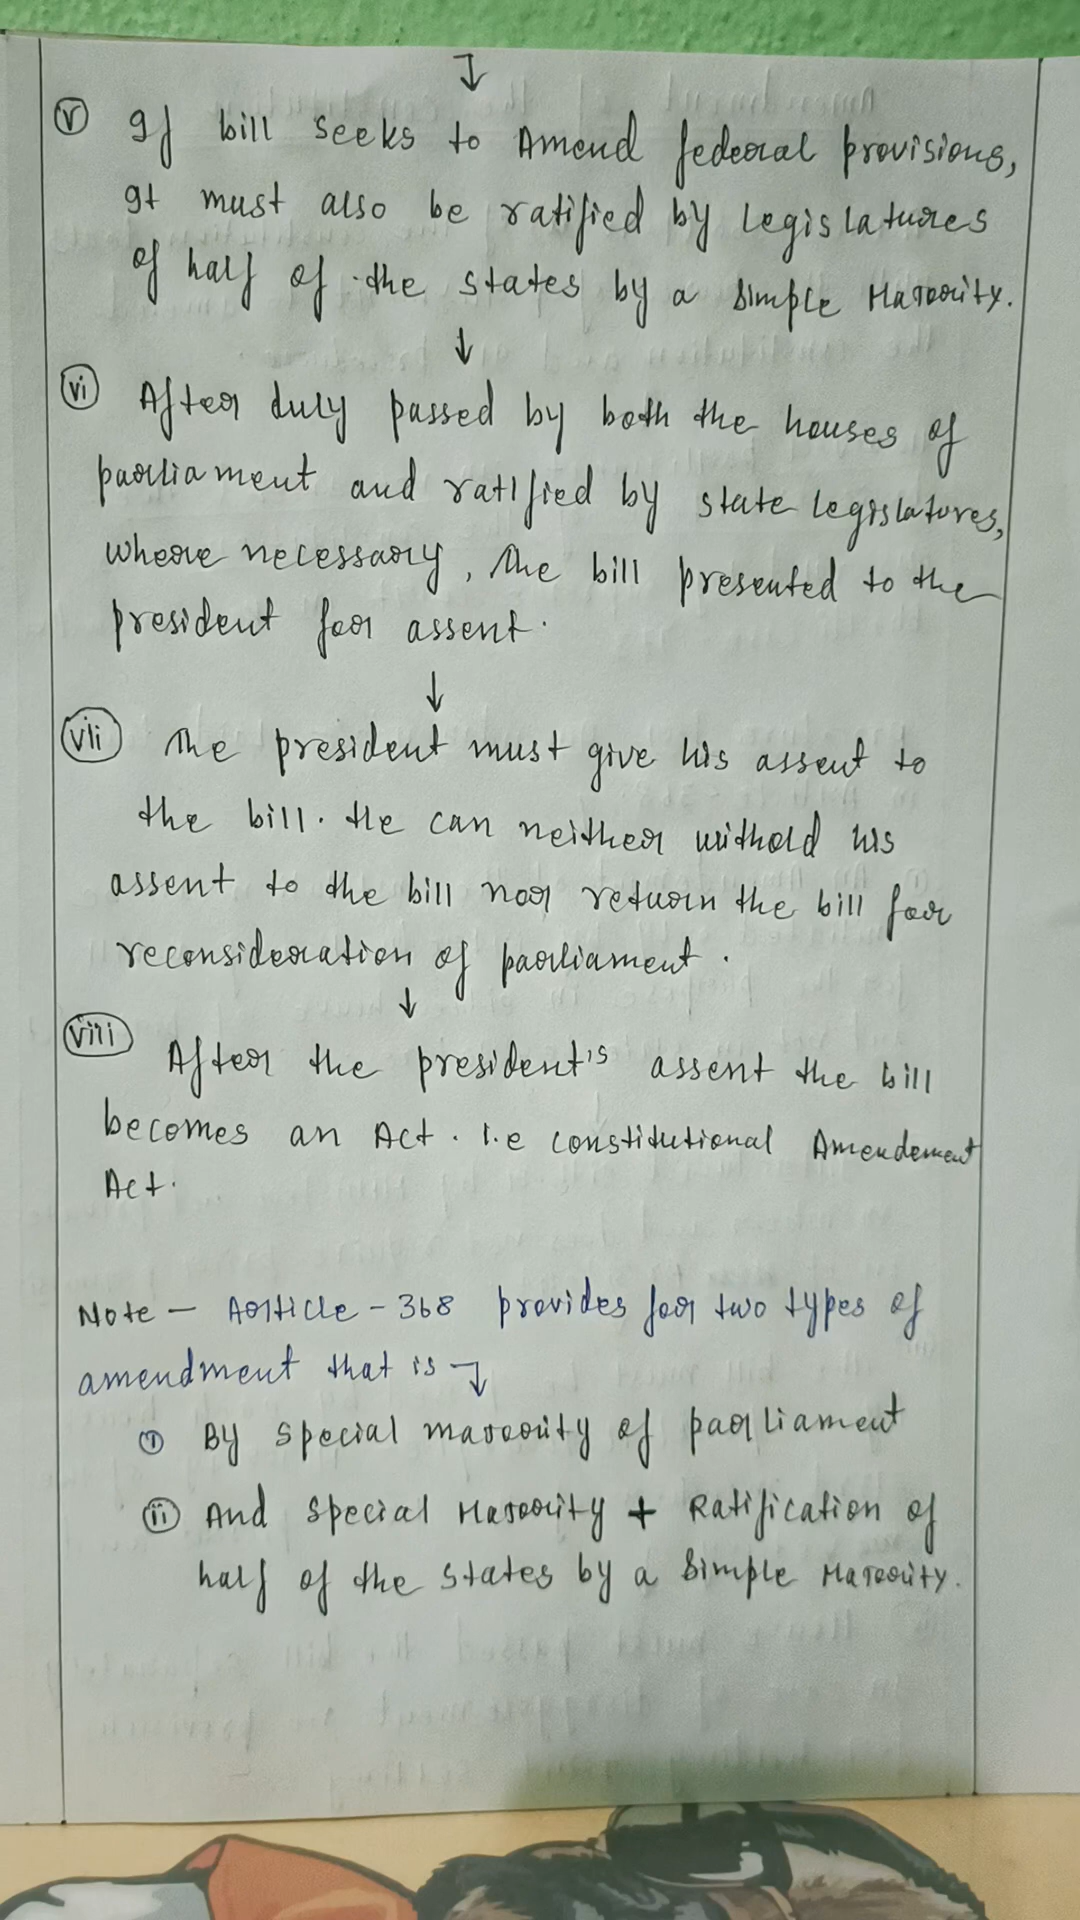 ↓
(v) If bill seeks to Amend federal provisions,
It must also be ratified by Legislatures
of half of the states by a Simple Majority.
↓
(vi) After duly passed by both the houses of
parliament and ratified by state legislatures,
where necessary, The bill presented to the
president for assent.
↓
(vii) The president must give his assent to
the bill. He can neither withold his
assent to the bill nor return the bill for
reconsideration of parliament.
↓
(viii) After the president's assent the bill
becomes an Act. i.e constitutional Amendement
Act.
Note — Article - 368 provides for two types of
amendment that is ↓
(i) By special majority of parliament
(ii) And special Majority + Ratification of
half of the states by a Simple Majority.